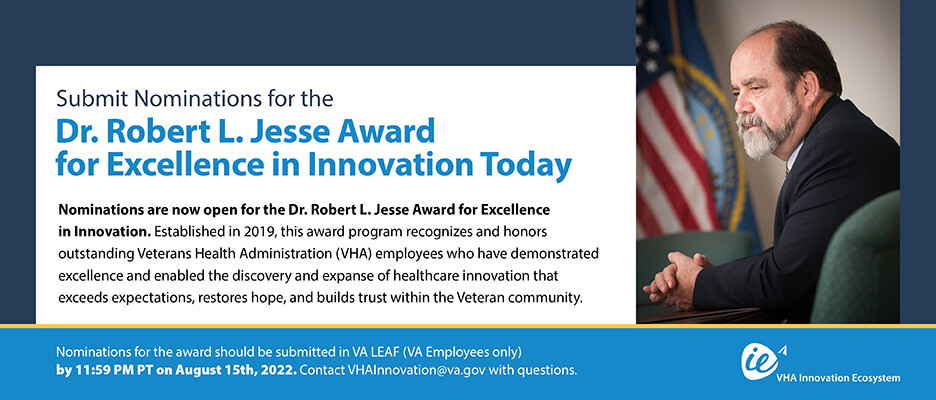 Submit Nominations for the
Dr. Robert L. Jesse Award
for Excellence in Innovation Today
Nominations are now open for the Dr. Robert L. Jesse Award for Excellence
in Innovation. Established in 2019, this award program recognizes and honors
outstanding Veterans Health Administration (VHA) employees who have demonstrated
excellence and enabled the discovery and expanse of healthcare innovation that
exceeds expectations, restores hope, and builds trust within the Veteran community.
Nominations for the award should be submitted in VA LEAF (VA Employees only)
by 11:59 PM PT on August 15th, 2022. Contact VHAInnovation@va.gov with questions.
ie
VHA Innovation Ecosystem